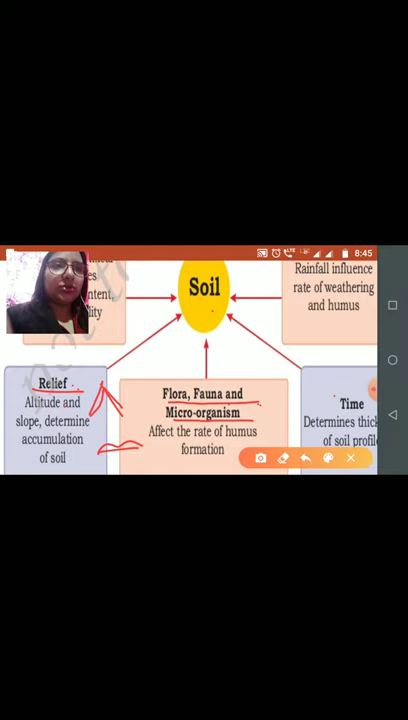 8:45
Soil
Rainfall influence
rate of weathering
and humus
Relief
Altitude and
slope, determine
accumulation
of soil
Flora, Fauna and
Micro-organism
Affect the rate of humus
formation
Time
Determines thick
of soil profil